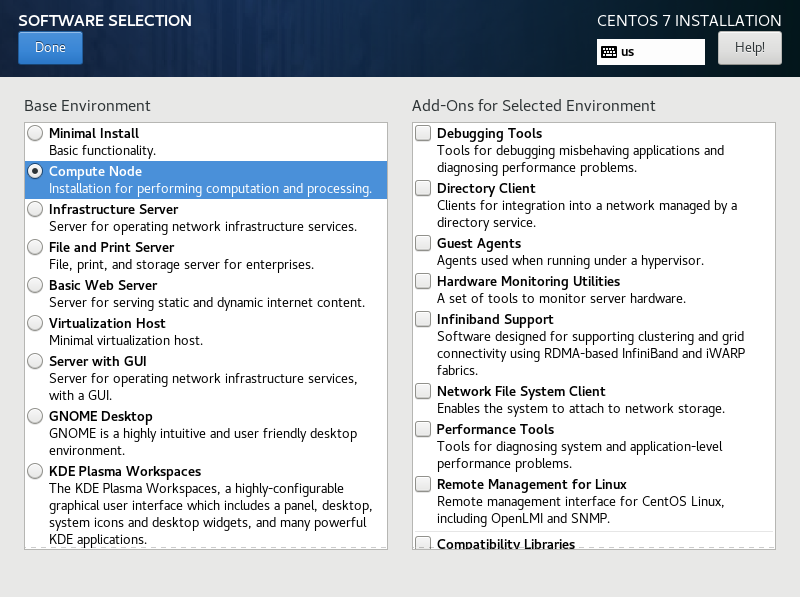 SOFTWARE SELECTION
CENTOS 7 INSTALLATION
Done
us
Help!
Base Environment
Minimal Install
Basic functionality.
Compute Node
Installation for performing computation and processing.
Infrastructure Server
Server for operating network infrastructure services.
File and Print Server
File, print, and storage server for enterprises.
Basic Web Server
Server for serving static and dynamic internet content.
Virtualization Host
Minimal virtualization host.
Server with GUI
Server for operating network infrastructure services,
with a GUI.
GNOME Desktop
GNOME is a highly intuitive and user friendly desktop
environment.
KDE Plasma Workspaces
The KDE Plasma Workspaces, a highly-configurable
graphical user interface which includes a panel, desktop,
system icons and desktop widgets, and many powerful
KDE applications.
Add-Ons for Selected Environment
Debugging Tools
Tools for debugging misbehaving applications and
diagnosing performance problems.
Directory Client
Clients for integration into a network managed by a
directory service.
Guest Agents
Agents used when running under a hypervisor.
Hardware Monitoring Utilities
A set of tools to monitor server hardware.
Infiniband Support
Software designed for supporting clustering and grid
connectivity using RDMA-based InfiniBand and iWARP
fabrics.
Network File System Client
Enables the system to attach to network storage.
Performance Tools
Tools for diagnosing system and application-level
performance problems.
Remote Management for Linux
Remote management interface for CentOS Linux,
including OpenLMI and SNMP.
Compatibility Libraries